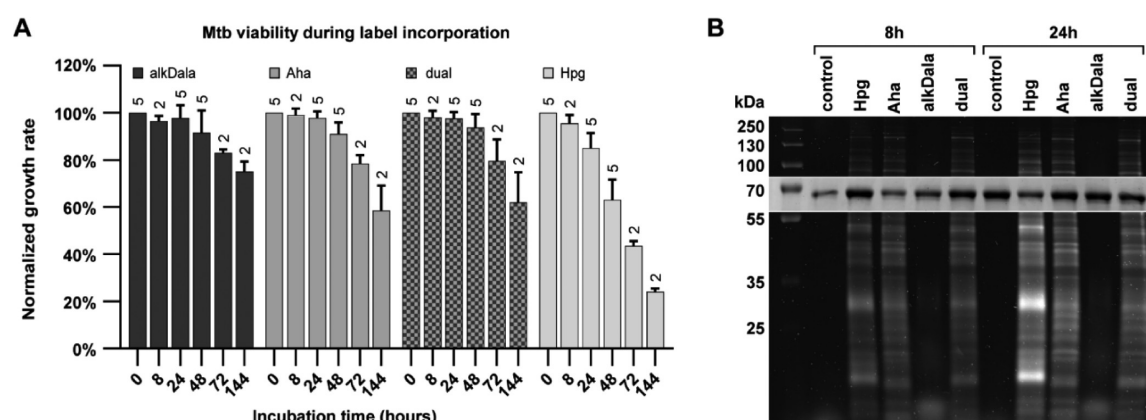 A
Mtb viability during label incorporation
Normalized growth rate
120%
100%
80%
60%
40%
20%
0%
alkDala
Aha
dual
Hpg
5 2 5 5 2 2
5 2 5 5 2 2
5 2 5 5 2 2
5 2 5 5 2 2
0 8 24 48 72 144
0 8 24 48 72 144
0 8 24 48 72 144
0 8 24 48 72 144
Incubation time (hours)
B
8h 24h
control Hpg Aha alkDala dual control Hpg Aha alkDala dual
kDa
250
130
100
70
55
35
25